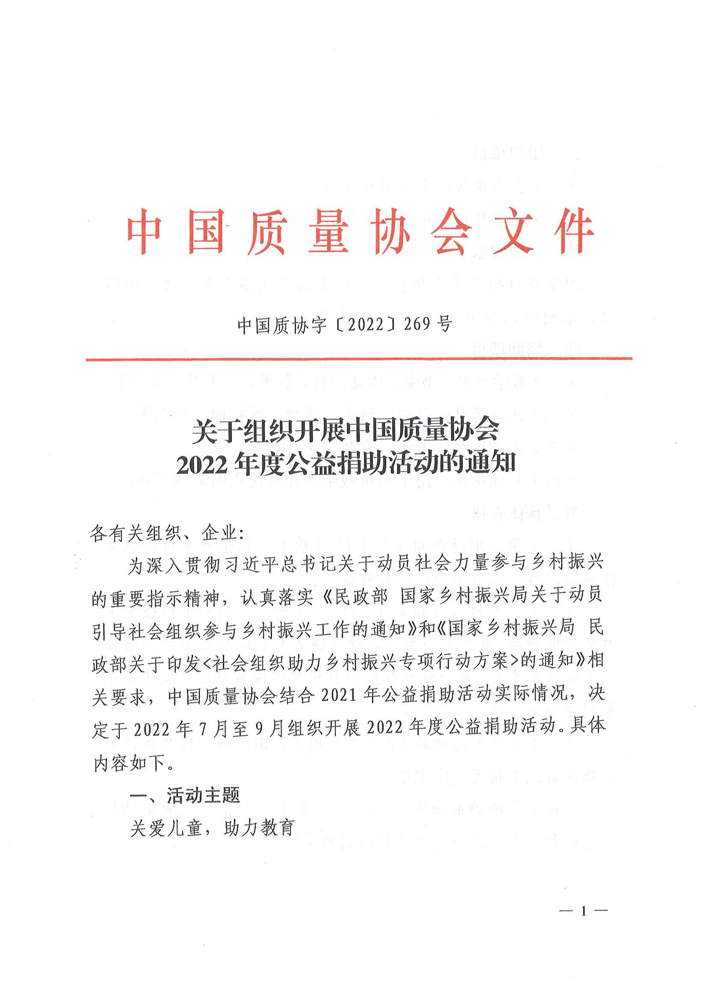 中国质量协会文件
中国质协字〔2022〕269号
关于组织开展中国质量协会
2022年度公益捐助活动的通知
各有关组织、企业:
为深入贯彻习近平总书记关于动员社会力量参与乡村振兴
的重要指示精神，认真落实《民政部 国家乡村振兴局关于动员
引导社会组织参与乡村振兴工作的通知》和《国家乡村振兴局 民
政部关于印发<社会组织助力乡村振兴专项行动方案>的通知》相
关要求，中国质量协会结合2021年公益捐助活动实际情况，决
定于2022年7月至9月组织开展2022年度公益捐助活动。具体
内容如下。
一、活动主题
关爱儿童，助力教育
— 1 —